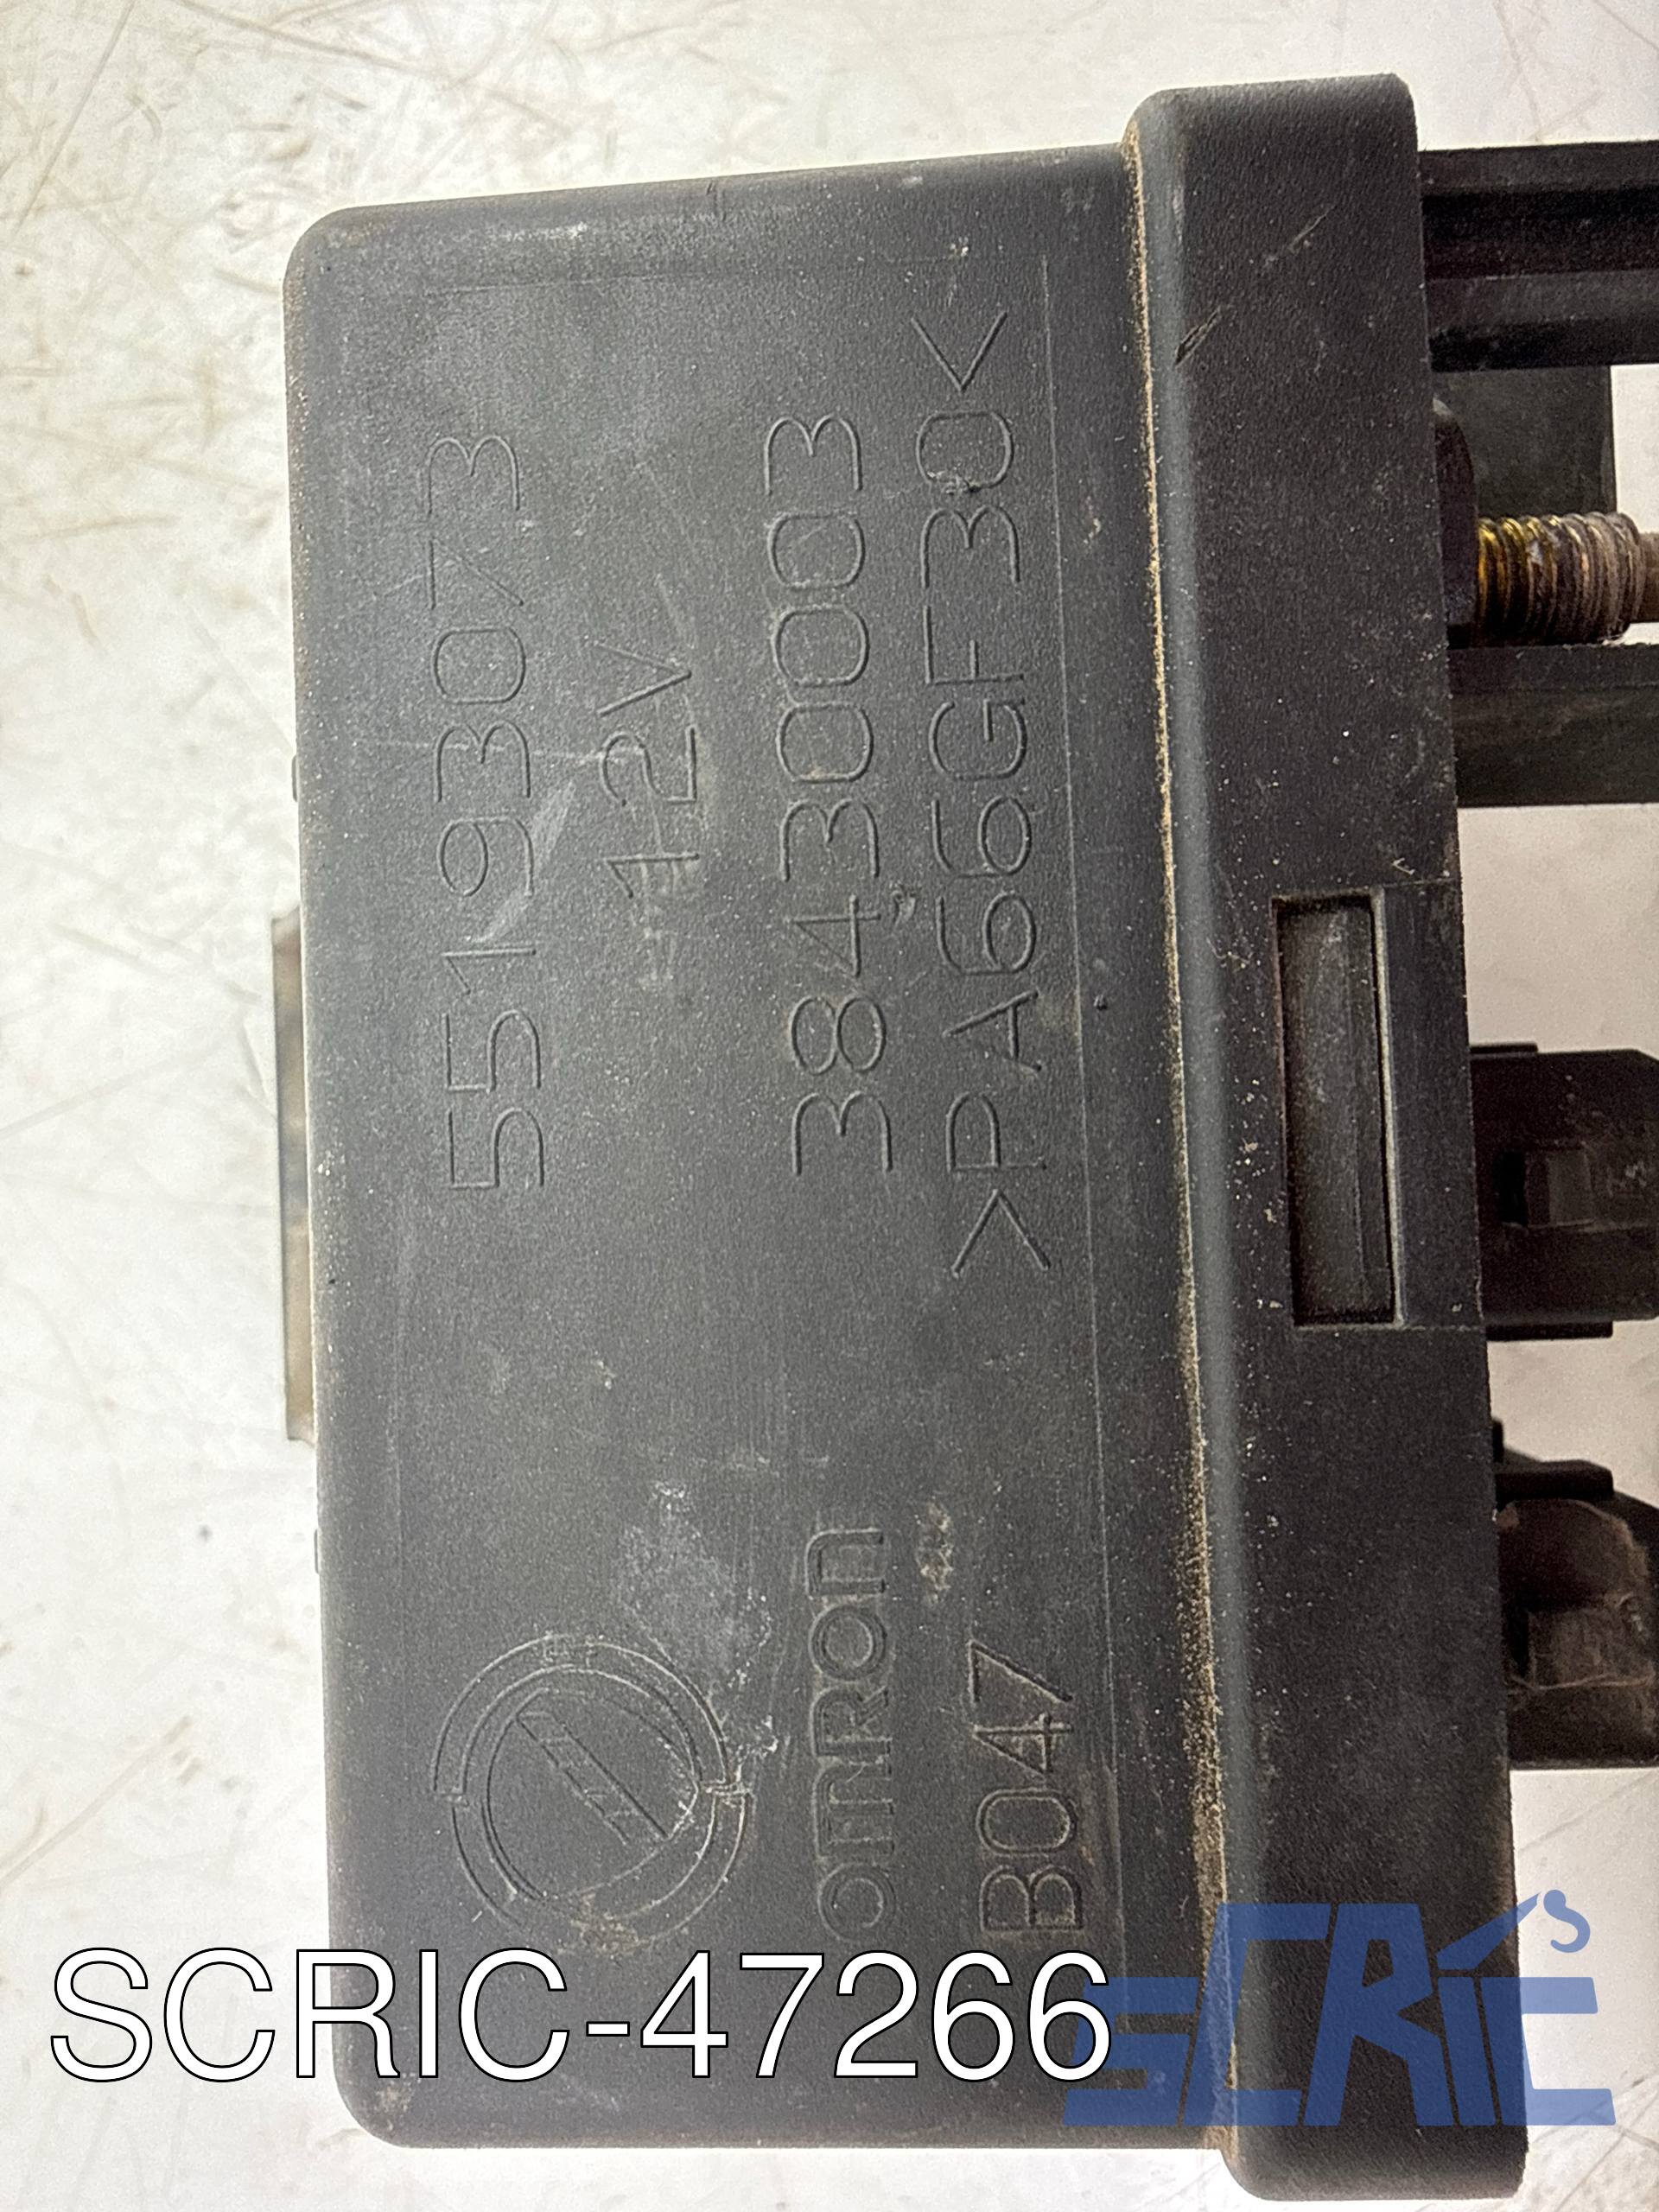 55193073
12V
38430003
>PA66GF30<
omron
B047
SCRIC-47266
SCRiC'S